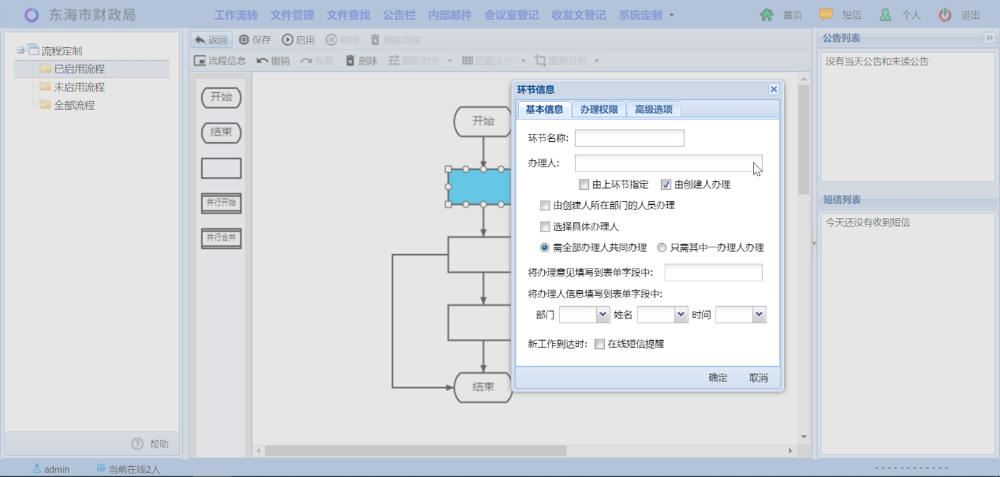 东海市财政局 工作流转 文件管理 文件查找 公告栏 内部邮件 会议室登记 收发文登记 系统定制 首页 短信 个人 退出
流程定制
已启用流程
未启用流程
全部流程
帮助
返回 保存 启用 停用 删除流程
流程信息 撤销 恢复 删除 图形对齐 匹配大小 图形分布
开始
结束
并行开始
并行合并
开始
结束
环节信息
基本信息 办理权限 高级选项
环节名称:
办理人:
由上环节指定 由创建人办理
由创建人所在部门的人员办理
选择具体办理人
需全部办理人共同办理 只需其中一办理人办理
将办理意见填写到表单字段中:
将办理人信息填写到表单字段中:
部门 姓名 时间
新工作到达时: 在线短信提醒
确定 取消
公告列表
没有当天公告和未读公告
短信列表
今天还没有收到短信
admin 当前在线2人 - - - - - - - - - - - -